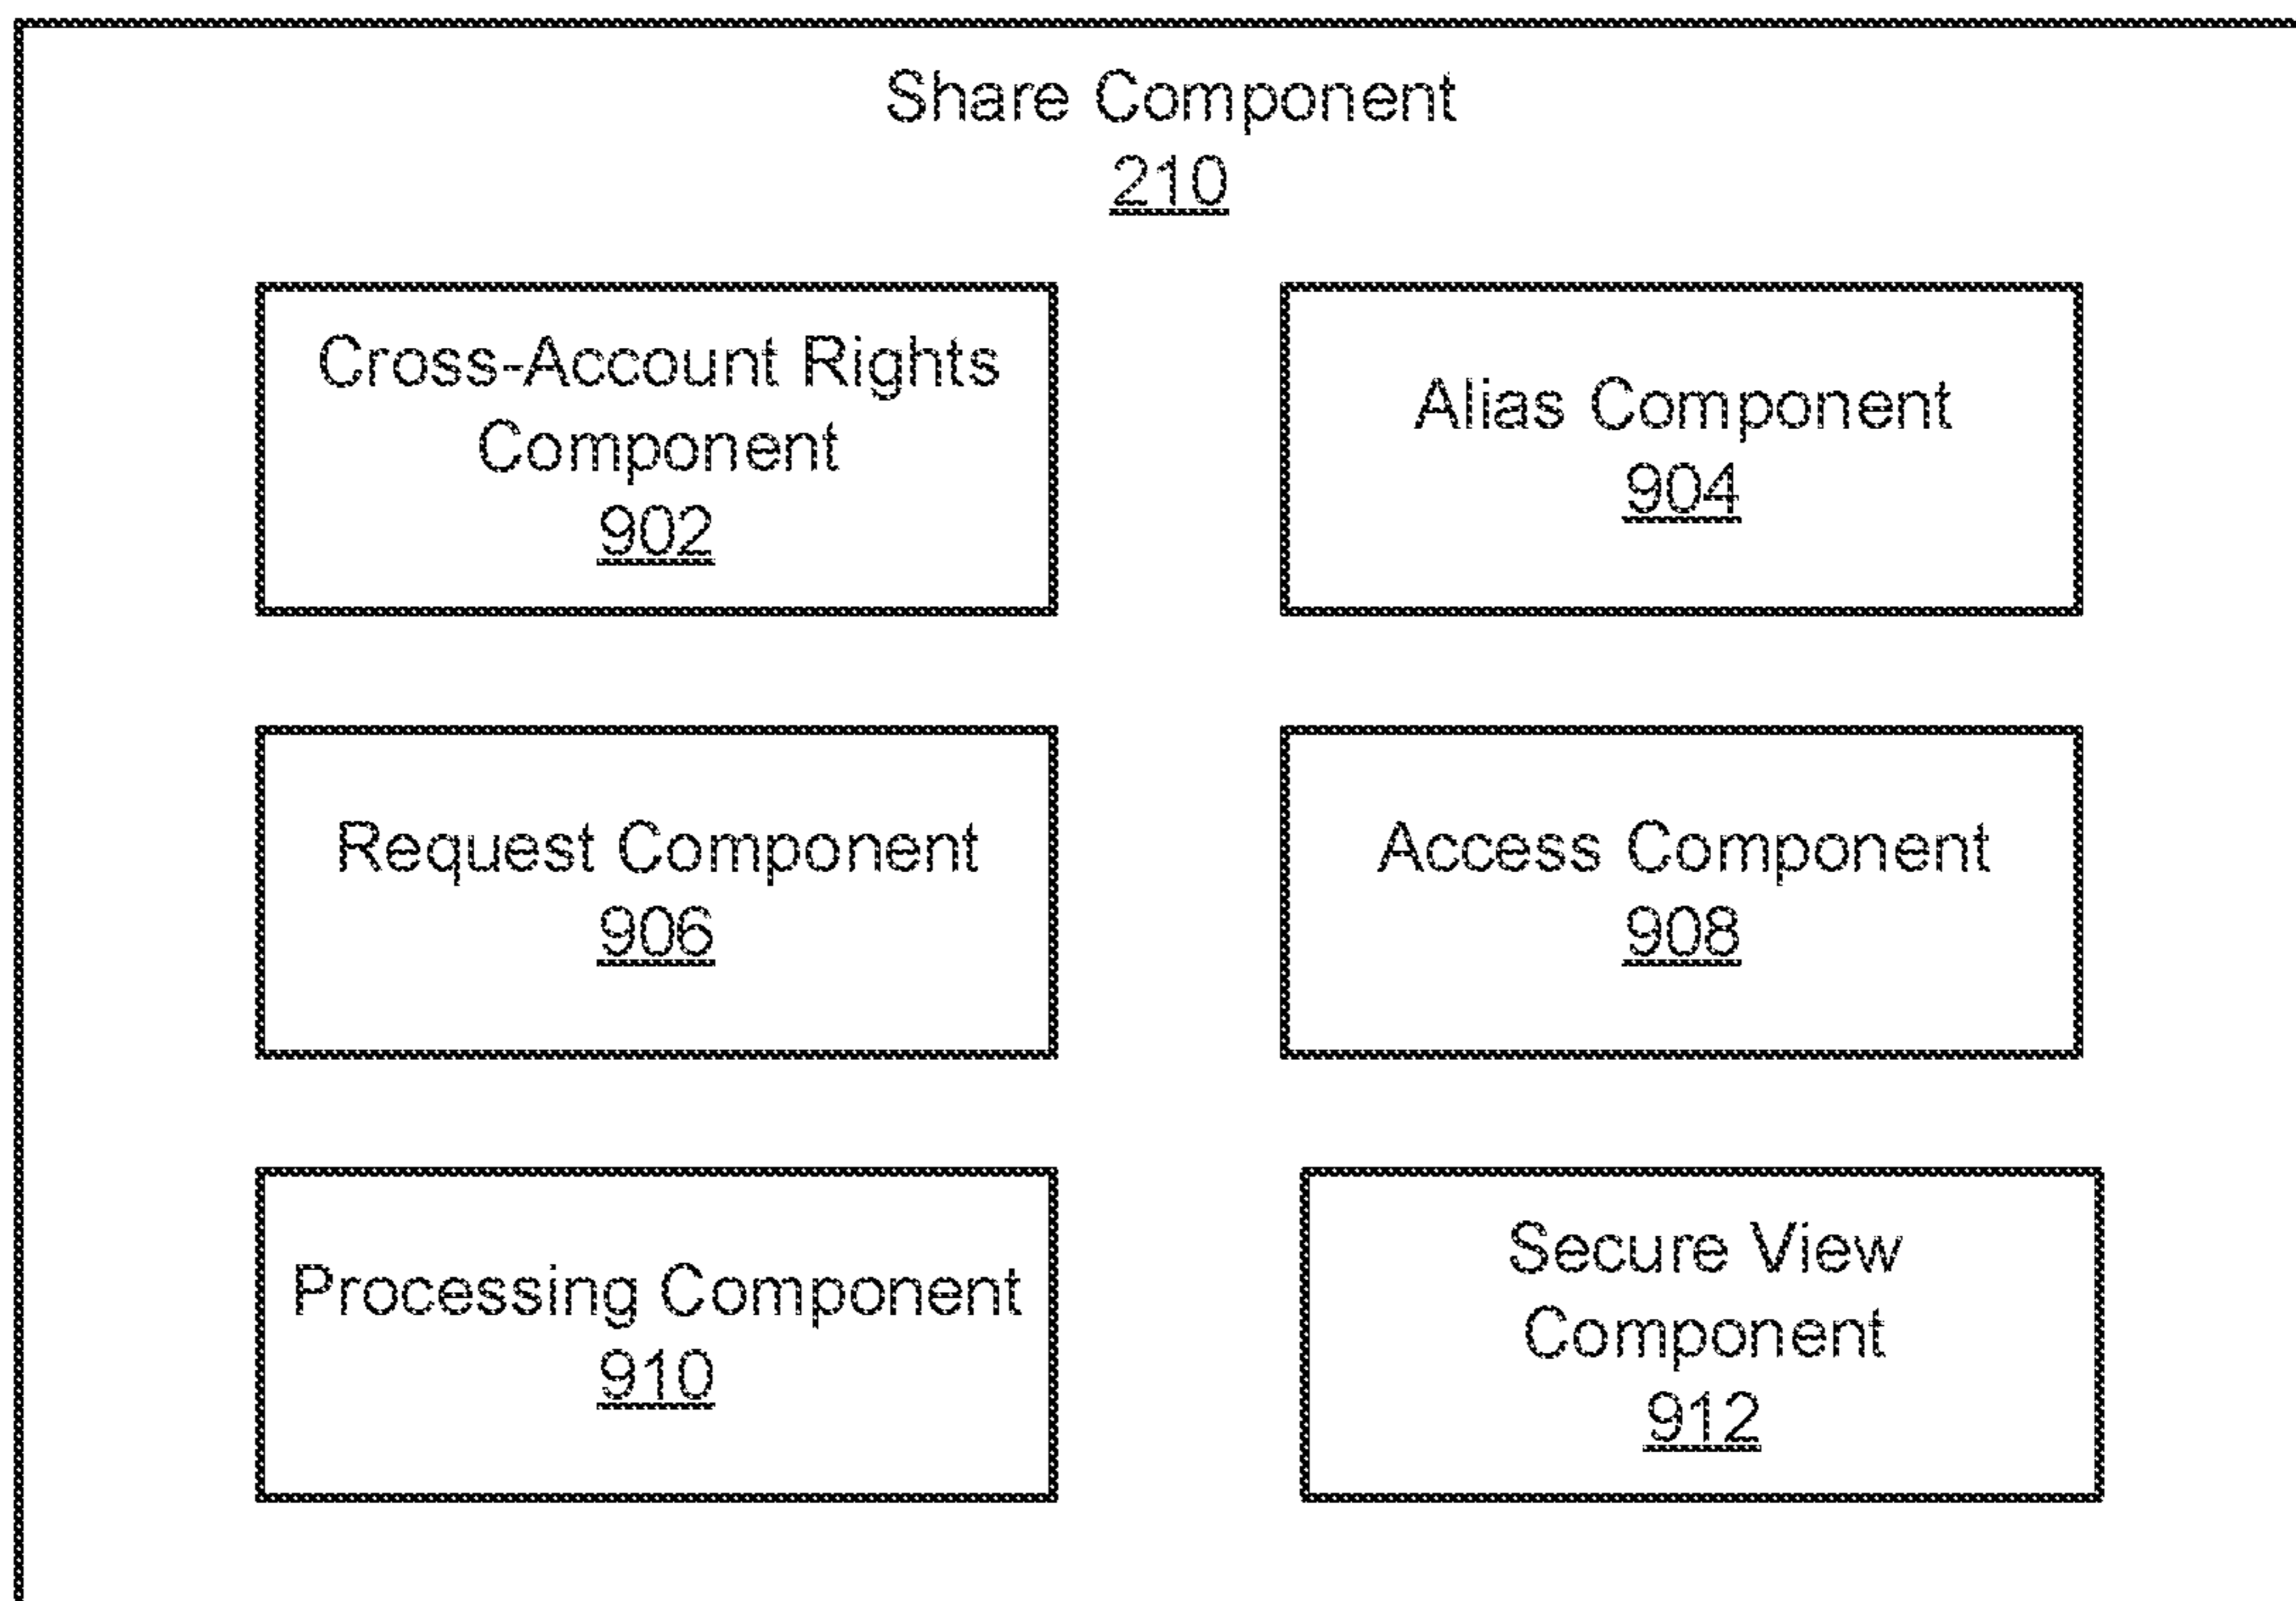 Share Component
210
Cross-Account Rights
Component
902
Alias Component
904
Request Component
906
Access Component
908
Processing Component
910
Secure View
Component
912